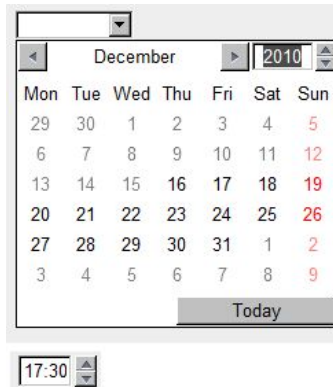 December 2010
Mon Tue Wed Thu Fri Sat Sun
29 30 1 2 3 4 5
6 7 8 9 10 11 12
13 14 15 16 17 18 19
20 21 22 23 24 25 26
27 28 29 30 31 1 2
3 4 5 6 7 8 9
Today
17:30